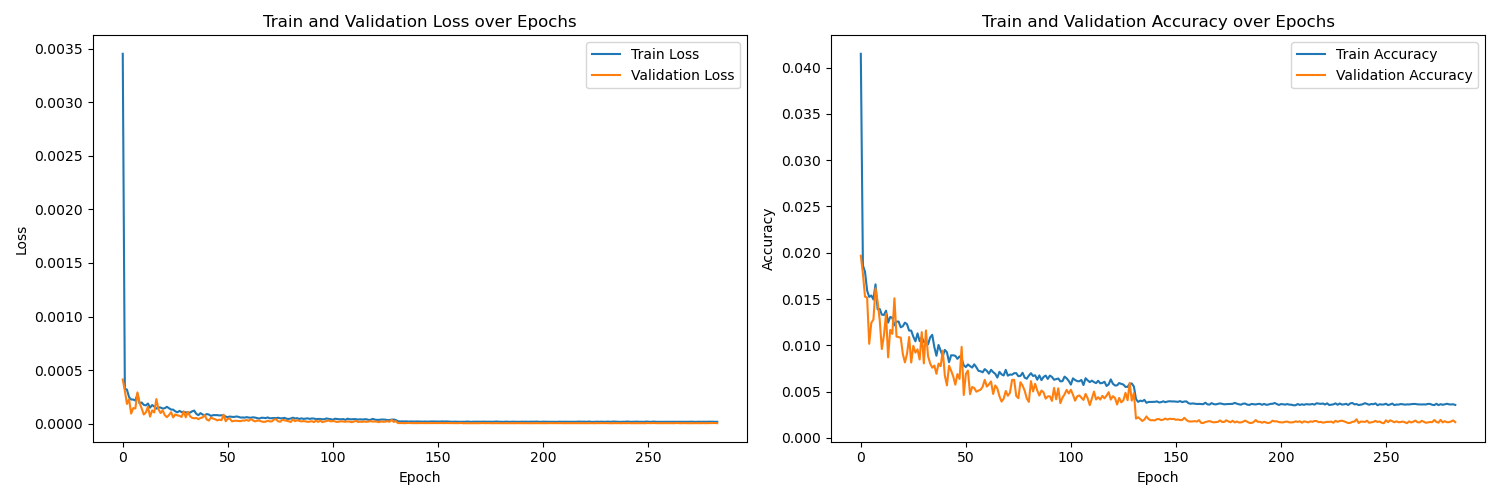 Train and Validation Loss over Epochs
Train Loss
Validation Loss
0.0035
0.0030
0.0025
0.0020
0.0015
0.0010
0.0005
0.0000
Loss
0
50
100
150
200
250
Epoch
Train and Validation Accuracy over Epochs
Train Accuracy
Validation Accuracy
0.040
0.035
0.030
0.025
0.020
0.015
0.010
0.005
0.000
Accuracy
0
50
100
150
200
250
Epoch